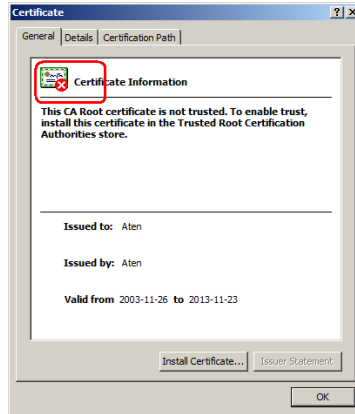 Certificate
General Details Certification Path
Certificate Information
This CA Root certificate is not trusted. To enable trust,
install this certificate in the Trusted Root Certification
Authorities store.
Issued to: Aten
Issued by: Aten
Valid from 2003-11-26 to 2013-11-23
Install Certificate... Issuer Statement
OK